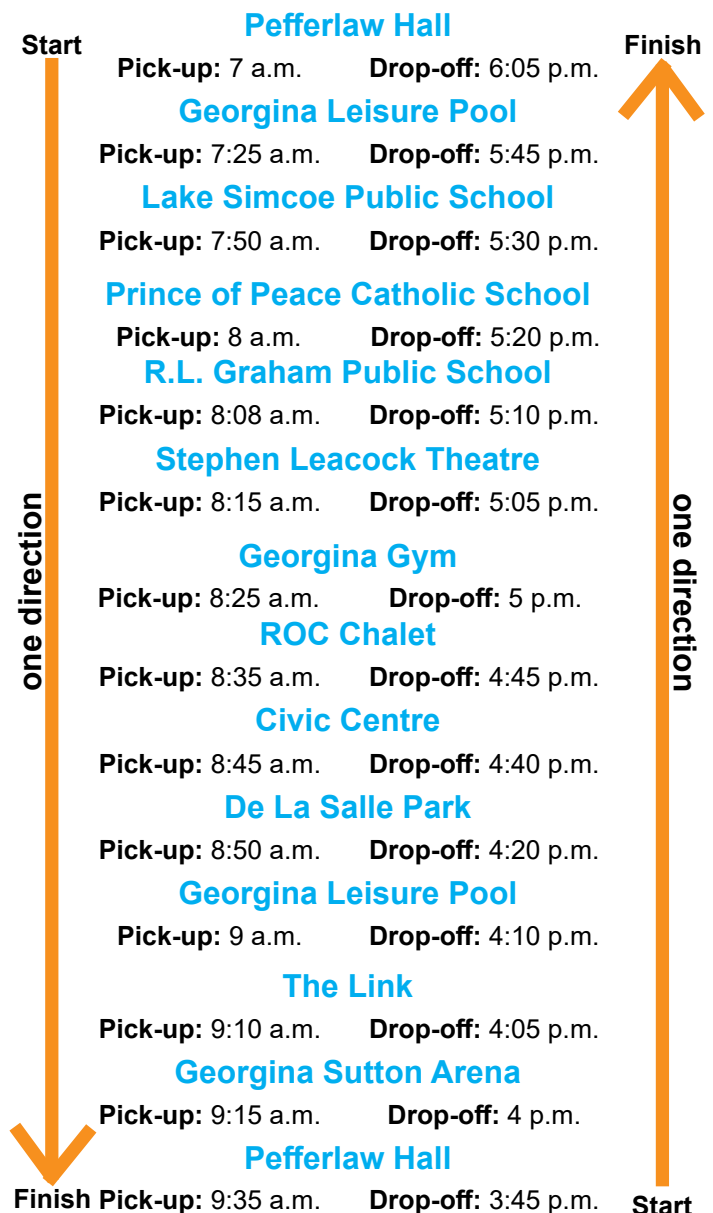 Pefferlaw Hall
Start
Finish
Pick-up: 7 a.m. Drop-off: 6:05 p.m.
Georgina Leisure Pool
Pick-up: 7:25 a.m. Drop-off: 5:45 p.m.
Lake Simcoe Public School
Pick-up: 7:50 a.m. Drop-off: 5:30 p.m.
Prince of Peace Catholic School
Pick-up: 8 a.m. Drop-off: 5:20 p.m.
R.L. Graham Public School
Pick-up: 8:08 a.m. Drop-off: 5:10 p.m.
Stephen Leacock Theatre
Pick-up: 8:15 a.m. Drop-off: 5:05 p.m.
one direction
one direction
Georgina Gym
Pick-up: 8:25 a.m. Drop-off: 5 p.m.
ROC Chalet
Pick-up: 8:35 a.m. Drop-off: 4:45 p.m.
Civic Centre
Pick-up: 8:45 a.m. Drop-off: 4:40 p.m.
De La Salle Park
Pick-up: 8:50 a.m. Drop-off: 4:20 p.m.
Georgina Leisure Pool
Pick-up: 9 a.m. Drop-off: 4:10 p.m.
The Link
Pick-up: 9:10 a.m. Drop-off: 4:05 p.m.
Georgina Sutton Arena
Pick-up: 9:15 a.m. Drop-off: 4 p.m.
Pefferlaw Hall
Finish Pick-up: 9:35 a.m. Drop-off: 3:45 p.m. Start